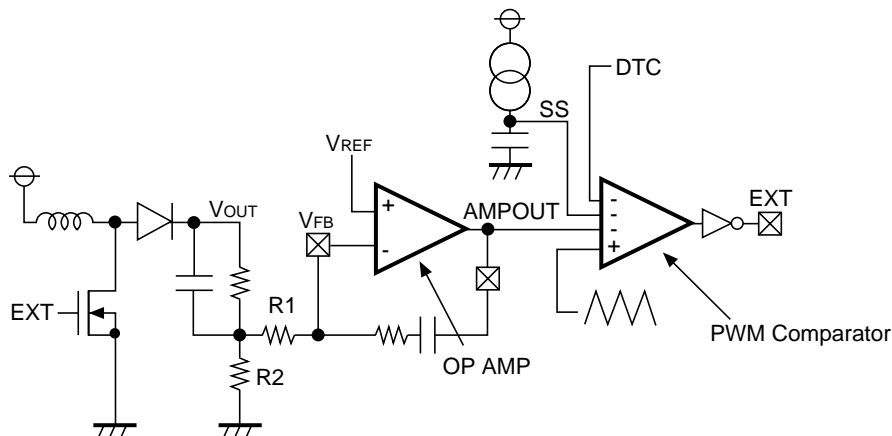 DTC
SS
VREF
EXT
VOUT
VFB
AMPOUT
+
-
-
-
-
+
EXT
R1
PWM Comparator
R2
OP AMP